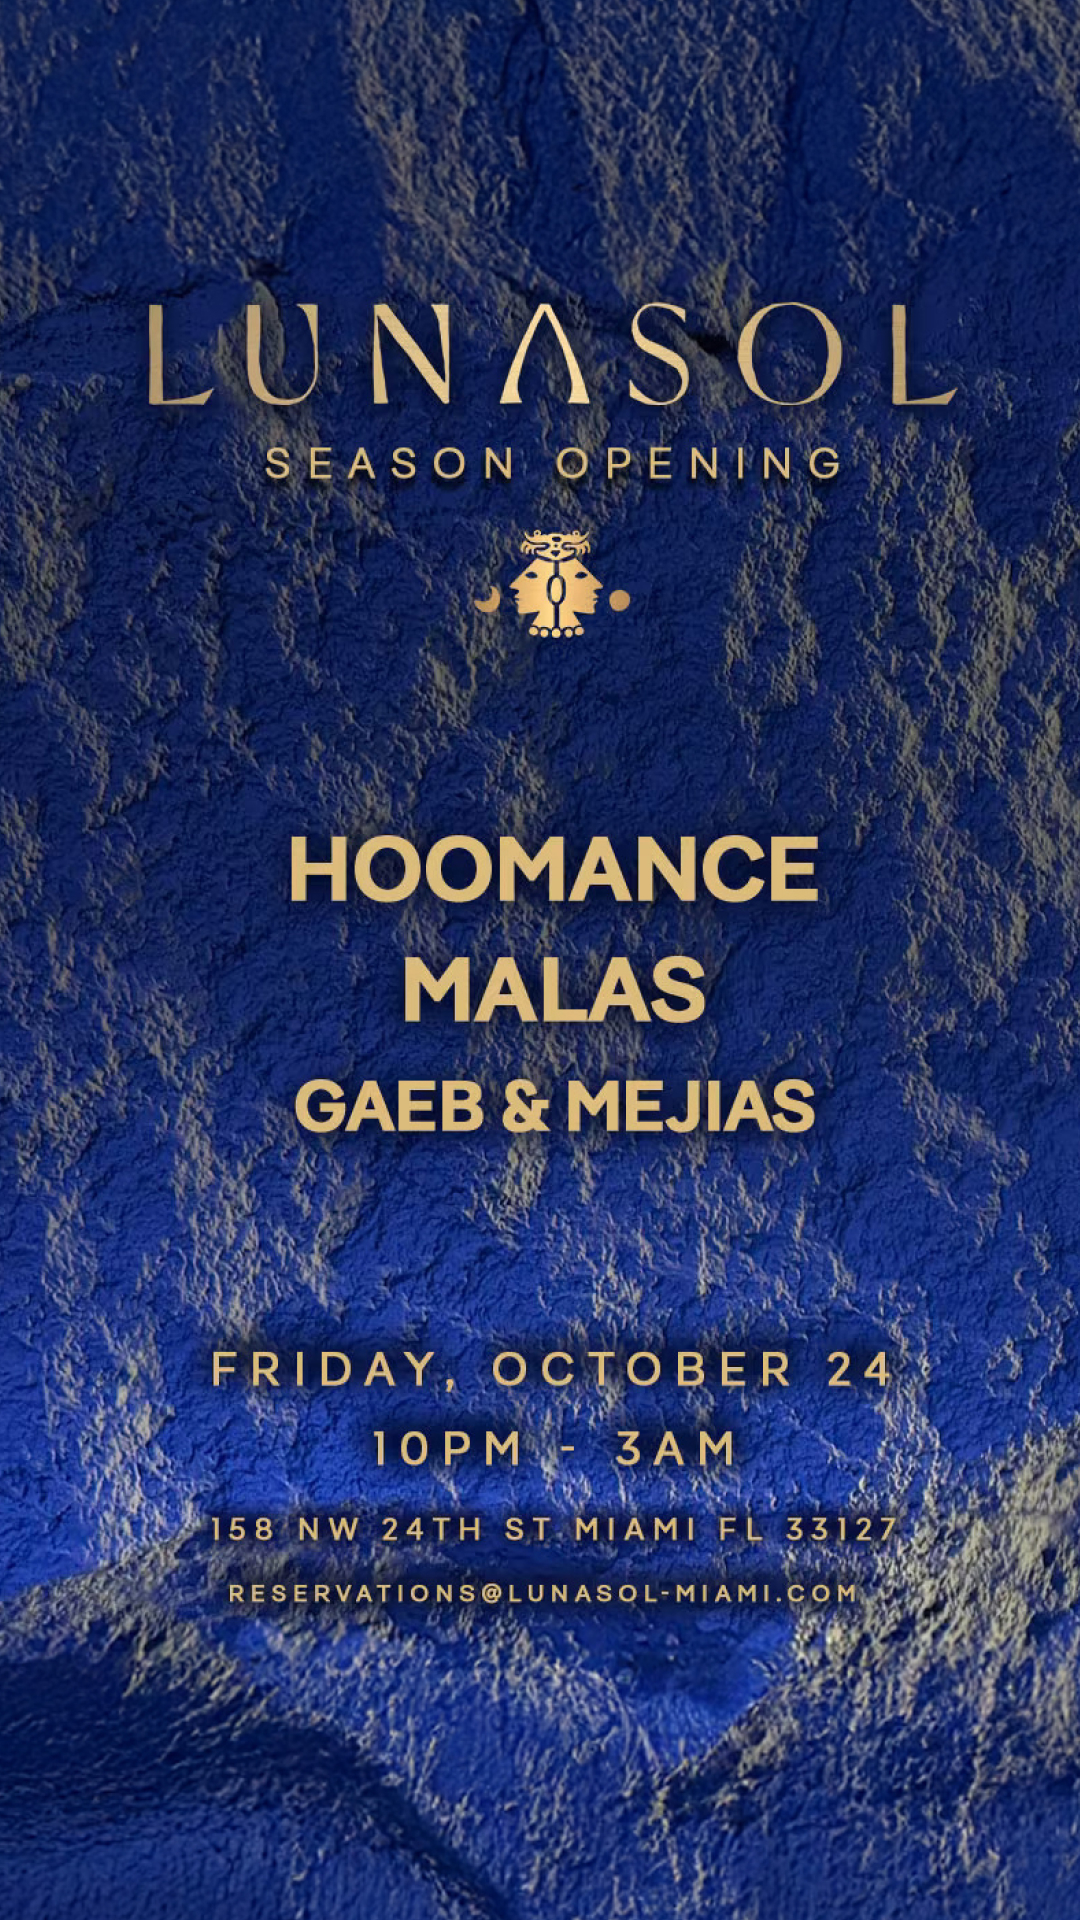 LUNASOL
SEASON OPENING
HOOMANCE
MALAS
GAEB & MEJIAS
FRIDAY, OCTOBER 24
10PM - 3AM
158 NW 24TH ST MIAMI FL 33127
RESERVATIONS@LUNASOL-MIAMI.COM